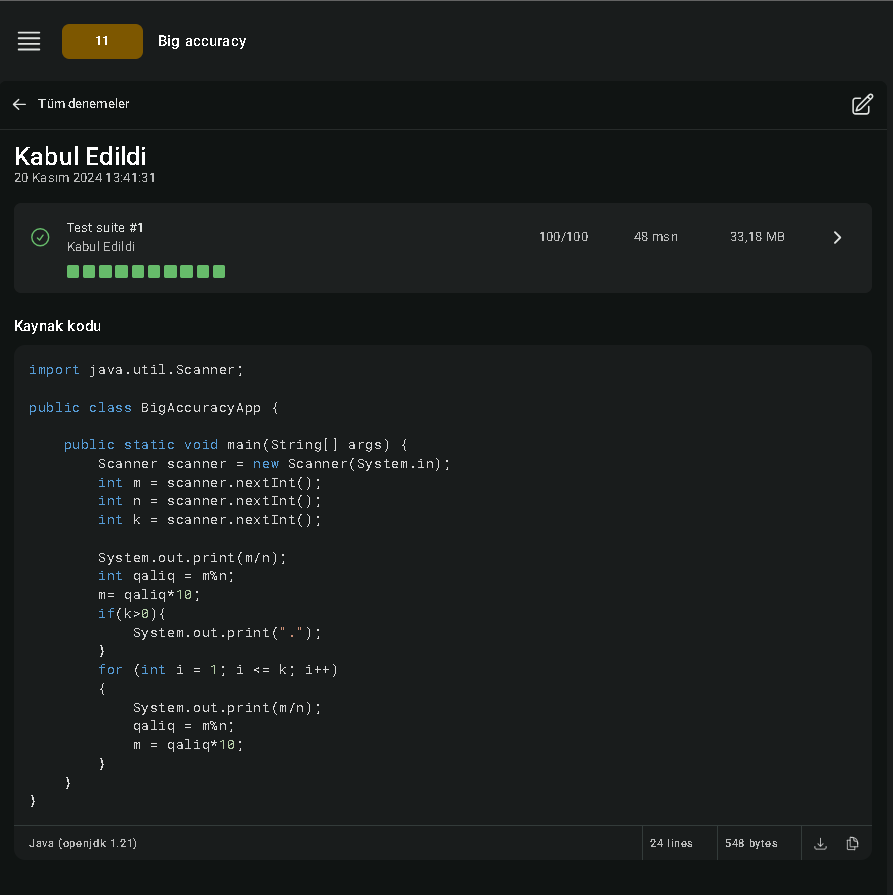 11 Big accuracy
Tüm denemeler
Kabul Edildi
20 Kasım 2024 13:41:31
Test suite #1
Kabul Edildi
100/100 48 msn 33,18 MB
Kaynak kodu
import java.util.Scanner;
public class BigAccuracyApp {
    public static void main(String[] args) {
        Scanner scanner = new Scanner(System.in);
        int m = scanner.nextInt();
        int n = scanner.nextInt();
        int k = scanner.nextInt();
        System.out.print(m/n);
        int qaliq = m%n;
        m= qaliq*10;
        if(k>0){
            System.out.print(".");
        }
        for (int i = 1; i <= k; i++)
        {
            System.out.print(m/n);
            qaliq = m%n;
            m = qaliq*10;
        }
    }
}
Java (openjdk 1.21) 24 lines 548 bytes